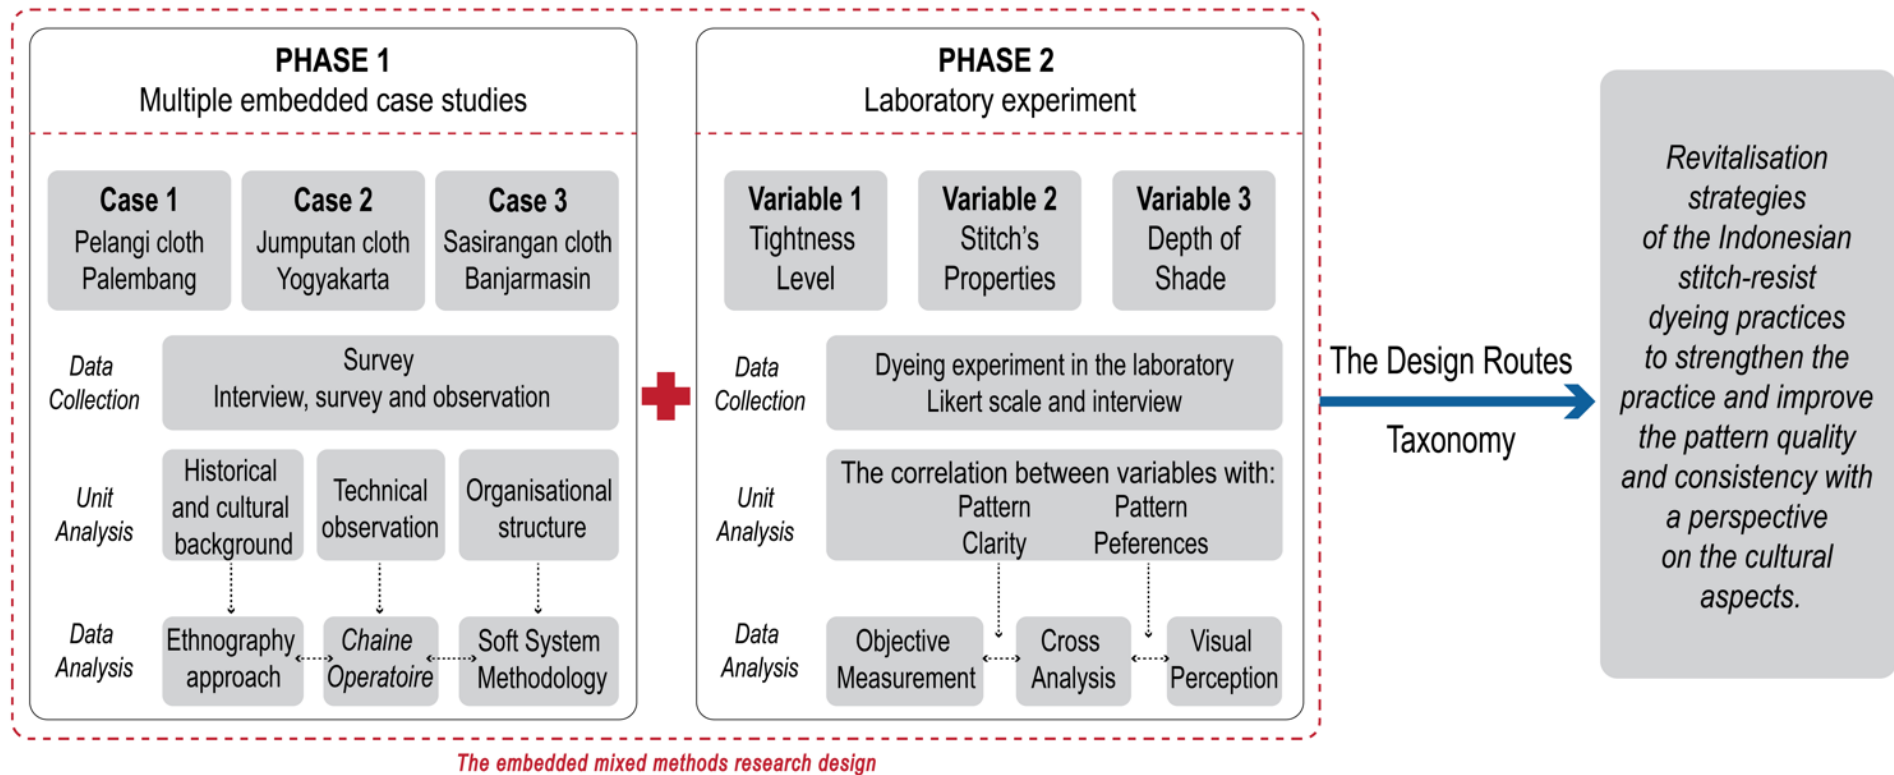 PHASE 1
Multiple embedded case studies
Case 1
Pelangi cloth
Palembang
Case 2
Jumputan cloth
Yogyakarta
Case 3
Sasirangan cloth
Banjarmasin
Data
Collection
Survey
Interview, survey and observation
Unit
Analysis
Historical
and cultural
background
Technical
observation
Organisational
structure
Data
Analysis
Ethnography
approach
Chaine
Operatoire
Soft System
Methodology
PHASE 2
Laboratory experiment
Variable 1
Tightness
Level
Variable 2
Stitch's
Properties
Variable 3
Depth of
Shade
Data
Collection
Dyeing experiment in the laboratory
Likert scale and interview
Unit
Analysis
The correlation between variables with:
Pattern
Clarity
Pattern
Peferences
Data
Analysis
Objective
Measurement
Cross
Analysis
Visual
Perception
The Design Routes
Taxonomy
Revitalisation
strategies
of the Indonesian
stitch-resist
dyeing practices
to strengthen the
practice and improve
the pattern quality
and consistency with
a perspective
on the cultural
aspects.
The embedded mixed methods research design